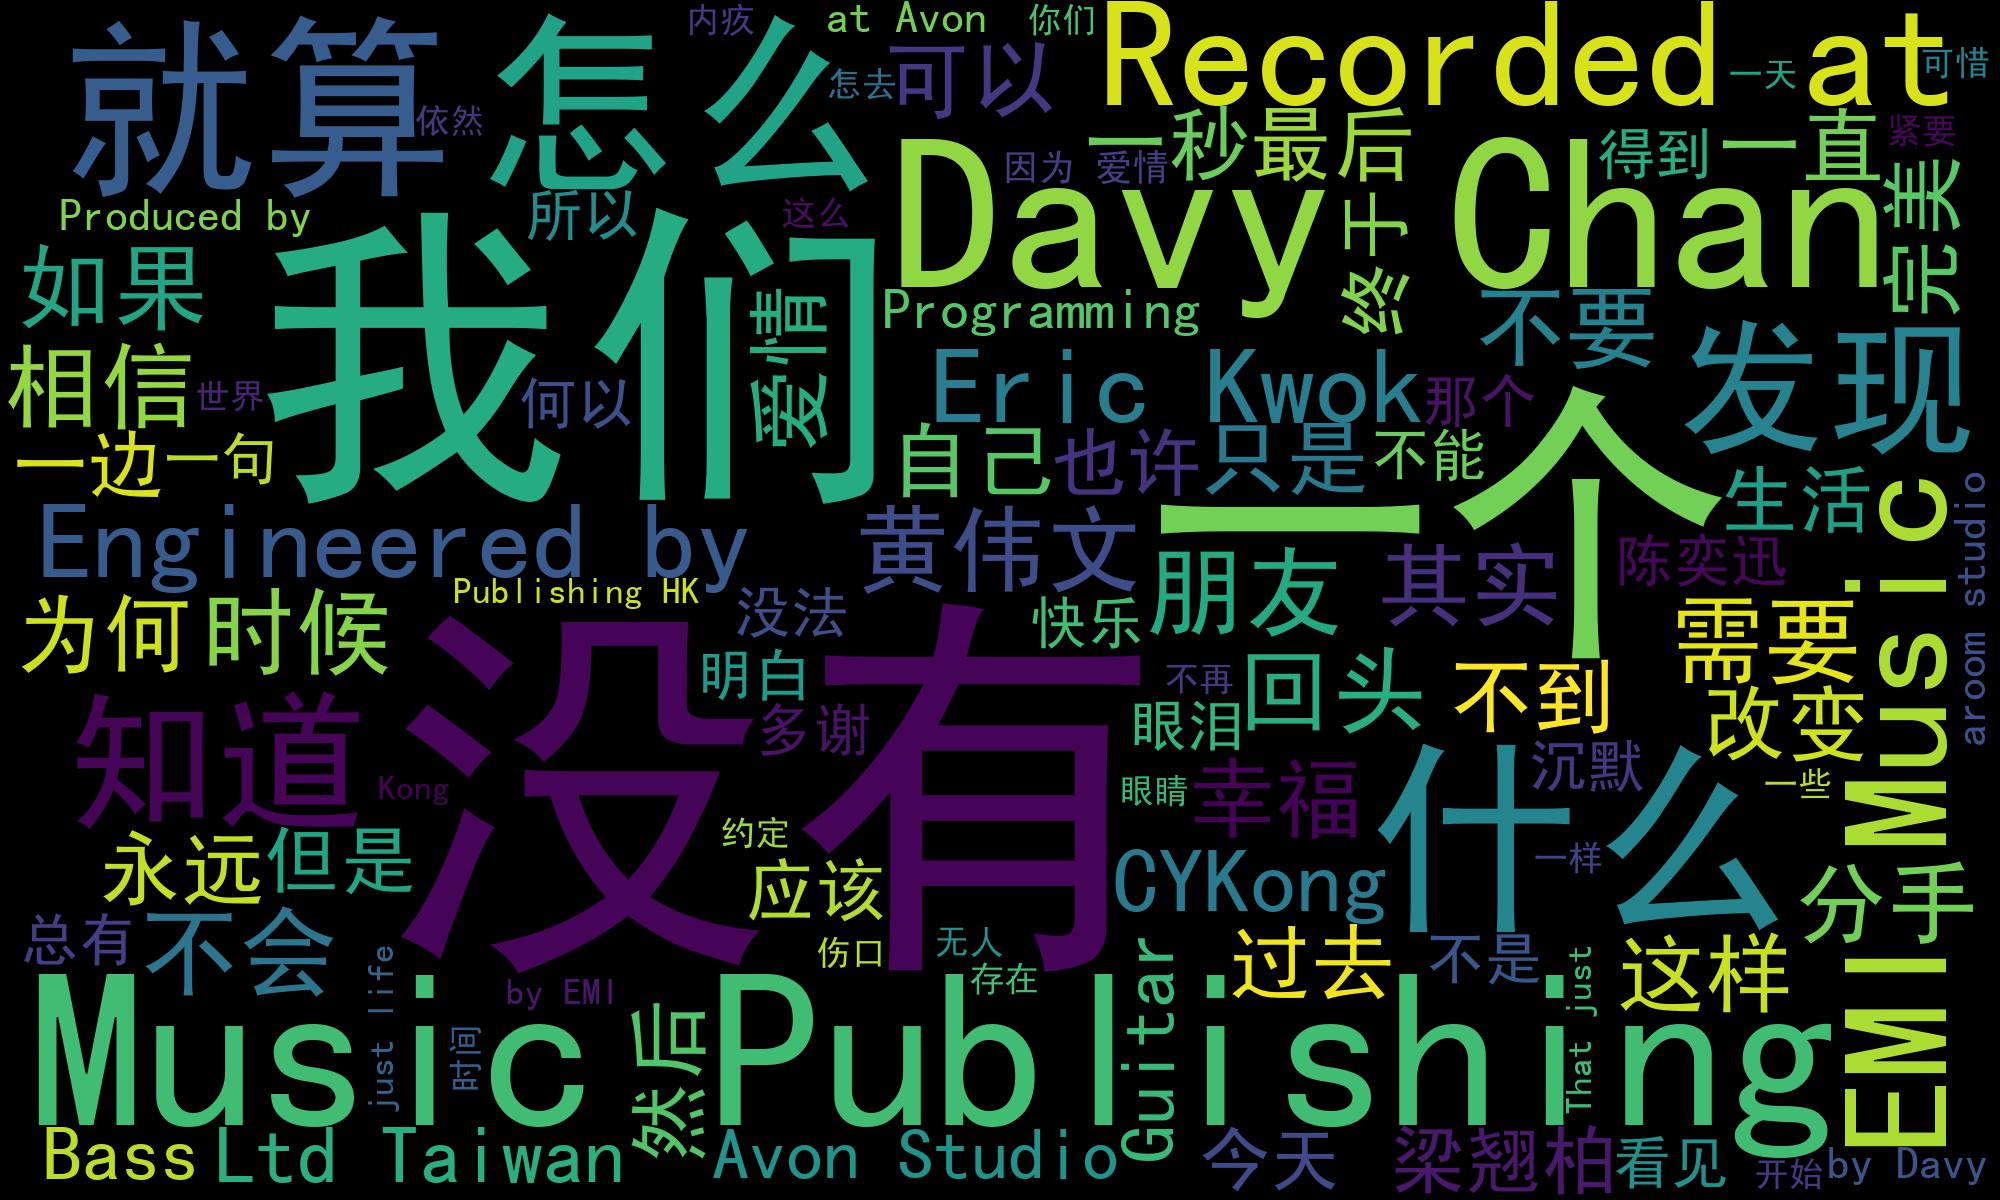 内疚
at Avon
你们
Recorded at
就算
怎么
可以
一天
可惜
怎去
依然
一秒
最后
Davy Chan
因为
爱情
得到
一直
紧要
完美
Produced by
所以
这么
终于
如果
我们
爱情
Programming
不要
发现
相信
世界
何以
Eric Kwok
那个
一个
一边
一句
自己
也许
只是
不能
生活
EMI Music
aroom studio
Engineered by
黄伟文
朋友
其实
陈奕迅
Publishing HK
没法
快乐
为何
时候
需要
没有
明白
不再
回头
不到
改变
知道
多谢
眼泪
沉默
什么
Kong
眼睛
幸福
一些
约定
永远
但是
应该
CYKong
一样
分手
总有
不会
伤口
无人
过去
不是
这样
just life
by EMI
存在
Guitar
That just
Music Publishing
时间
然后
Bass
Ltd Taiwan
Avon Studio
今天
梁翘柏
看见
开始
by Davy